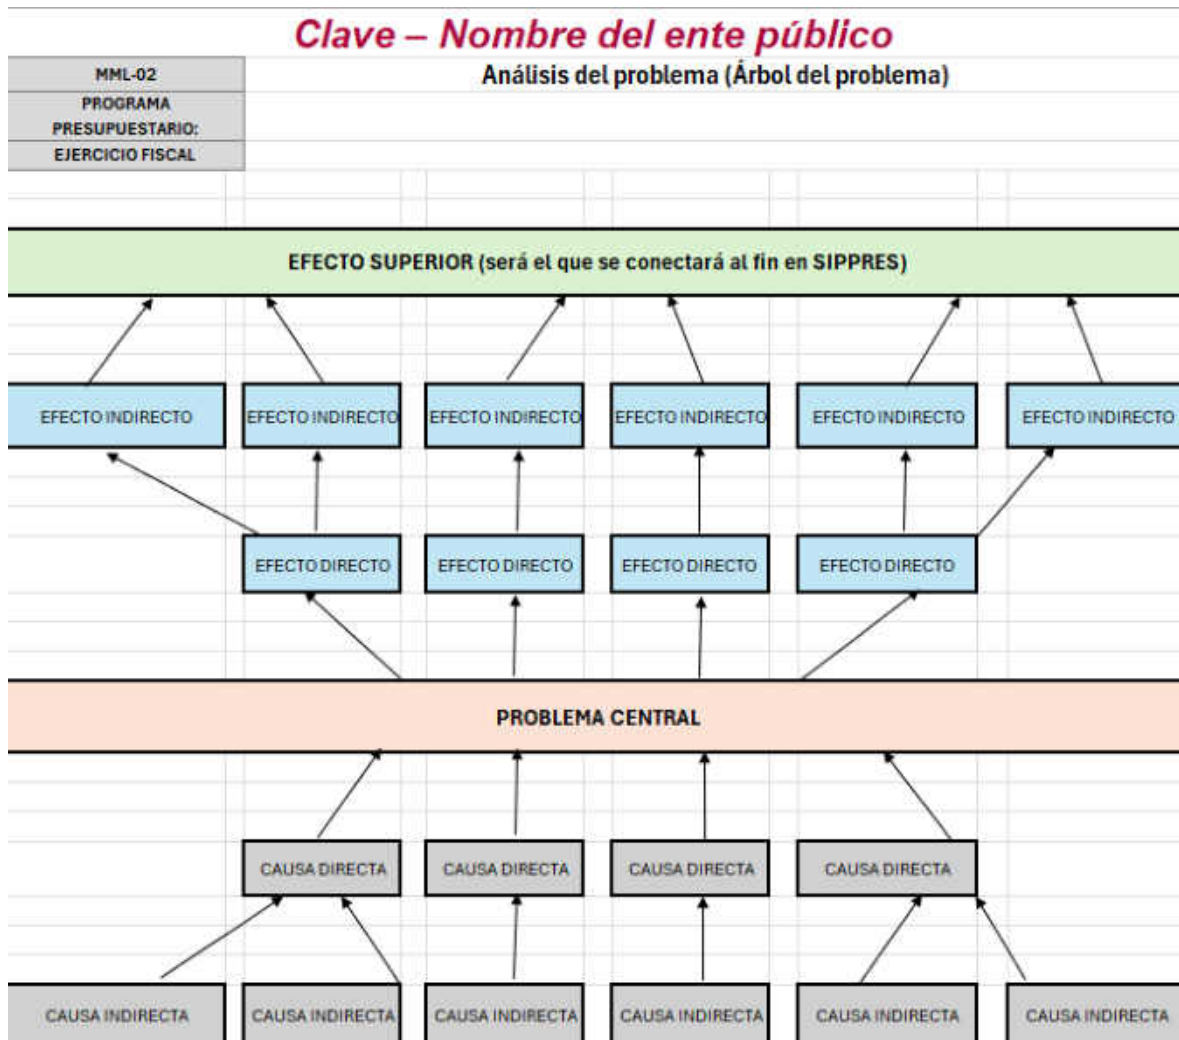 Clave – Nombre del ente público
MML-02
Análisis del problema (Árbol del problema)
PROGRAMA
PRESUPUESTARIO:
EJERCICIO FISCAL
EFECTO SUPERIOR (será el que se conectará al fin en SIPPRES)
EFECTO INDIRECTO
EFECTO INDIRECTO
EFECTO INDIRECTO
EFECTO INDIRECTO
EFECTO INDIRECTO
EFECTO INDIRECTO
EFECTO DIRECTO
EFECTO DIRECTO
EFECTO DIRECTO
EFECTO DIRECTO
PROBLEMA CENTRAL
CAUSA DIRECTA
CAUSA DIRECTA
CAUSA DIRECTA
CAUSA DIRECTA
CAUSA INDIRECTA
CAUSA INDIRECTA
CAUSA INDIRECTA
CAUSA INDIRECTA
CAUSA INDIRECTA
CAUSA INDIRECTA